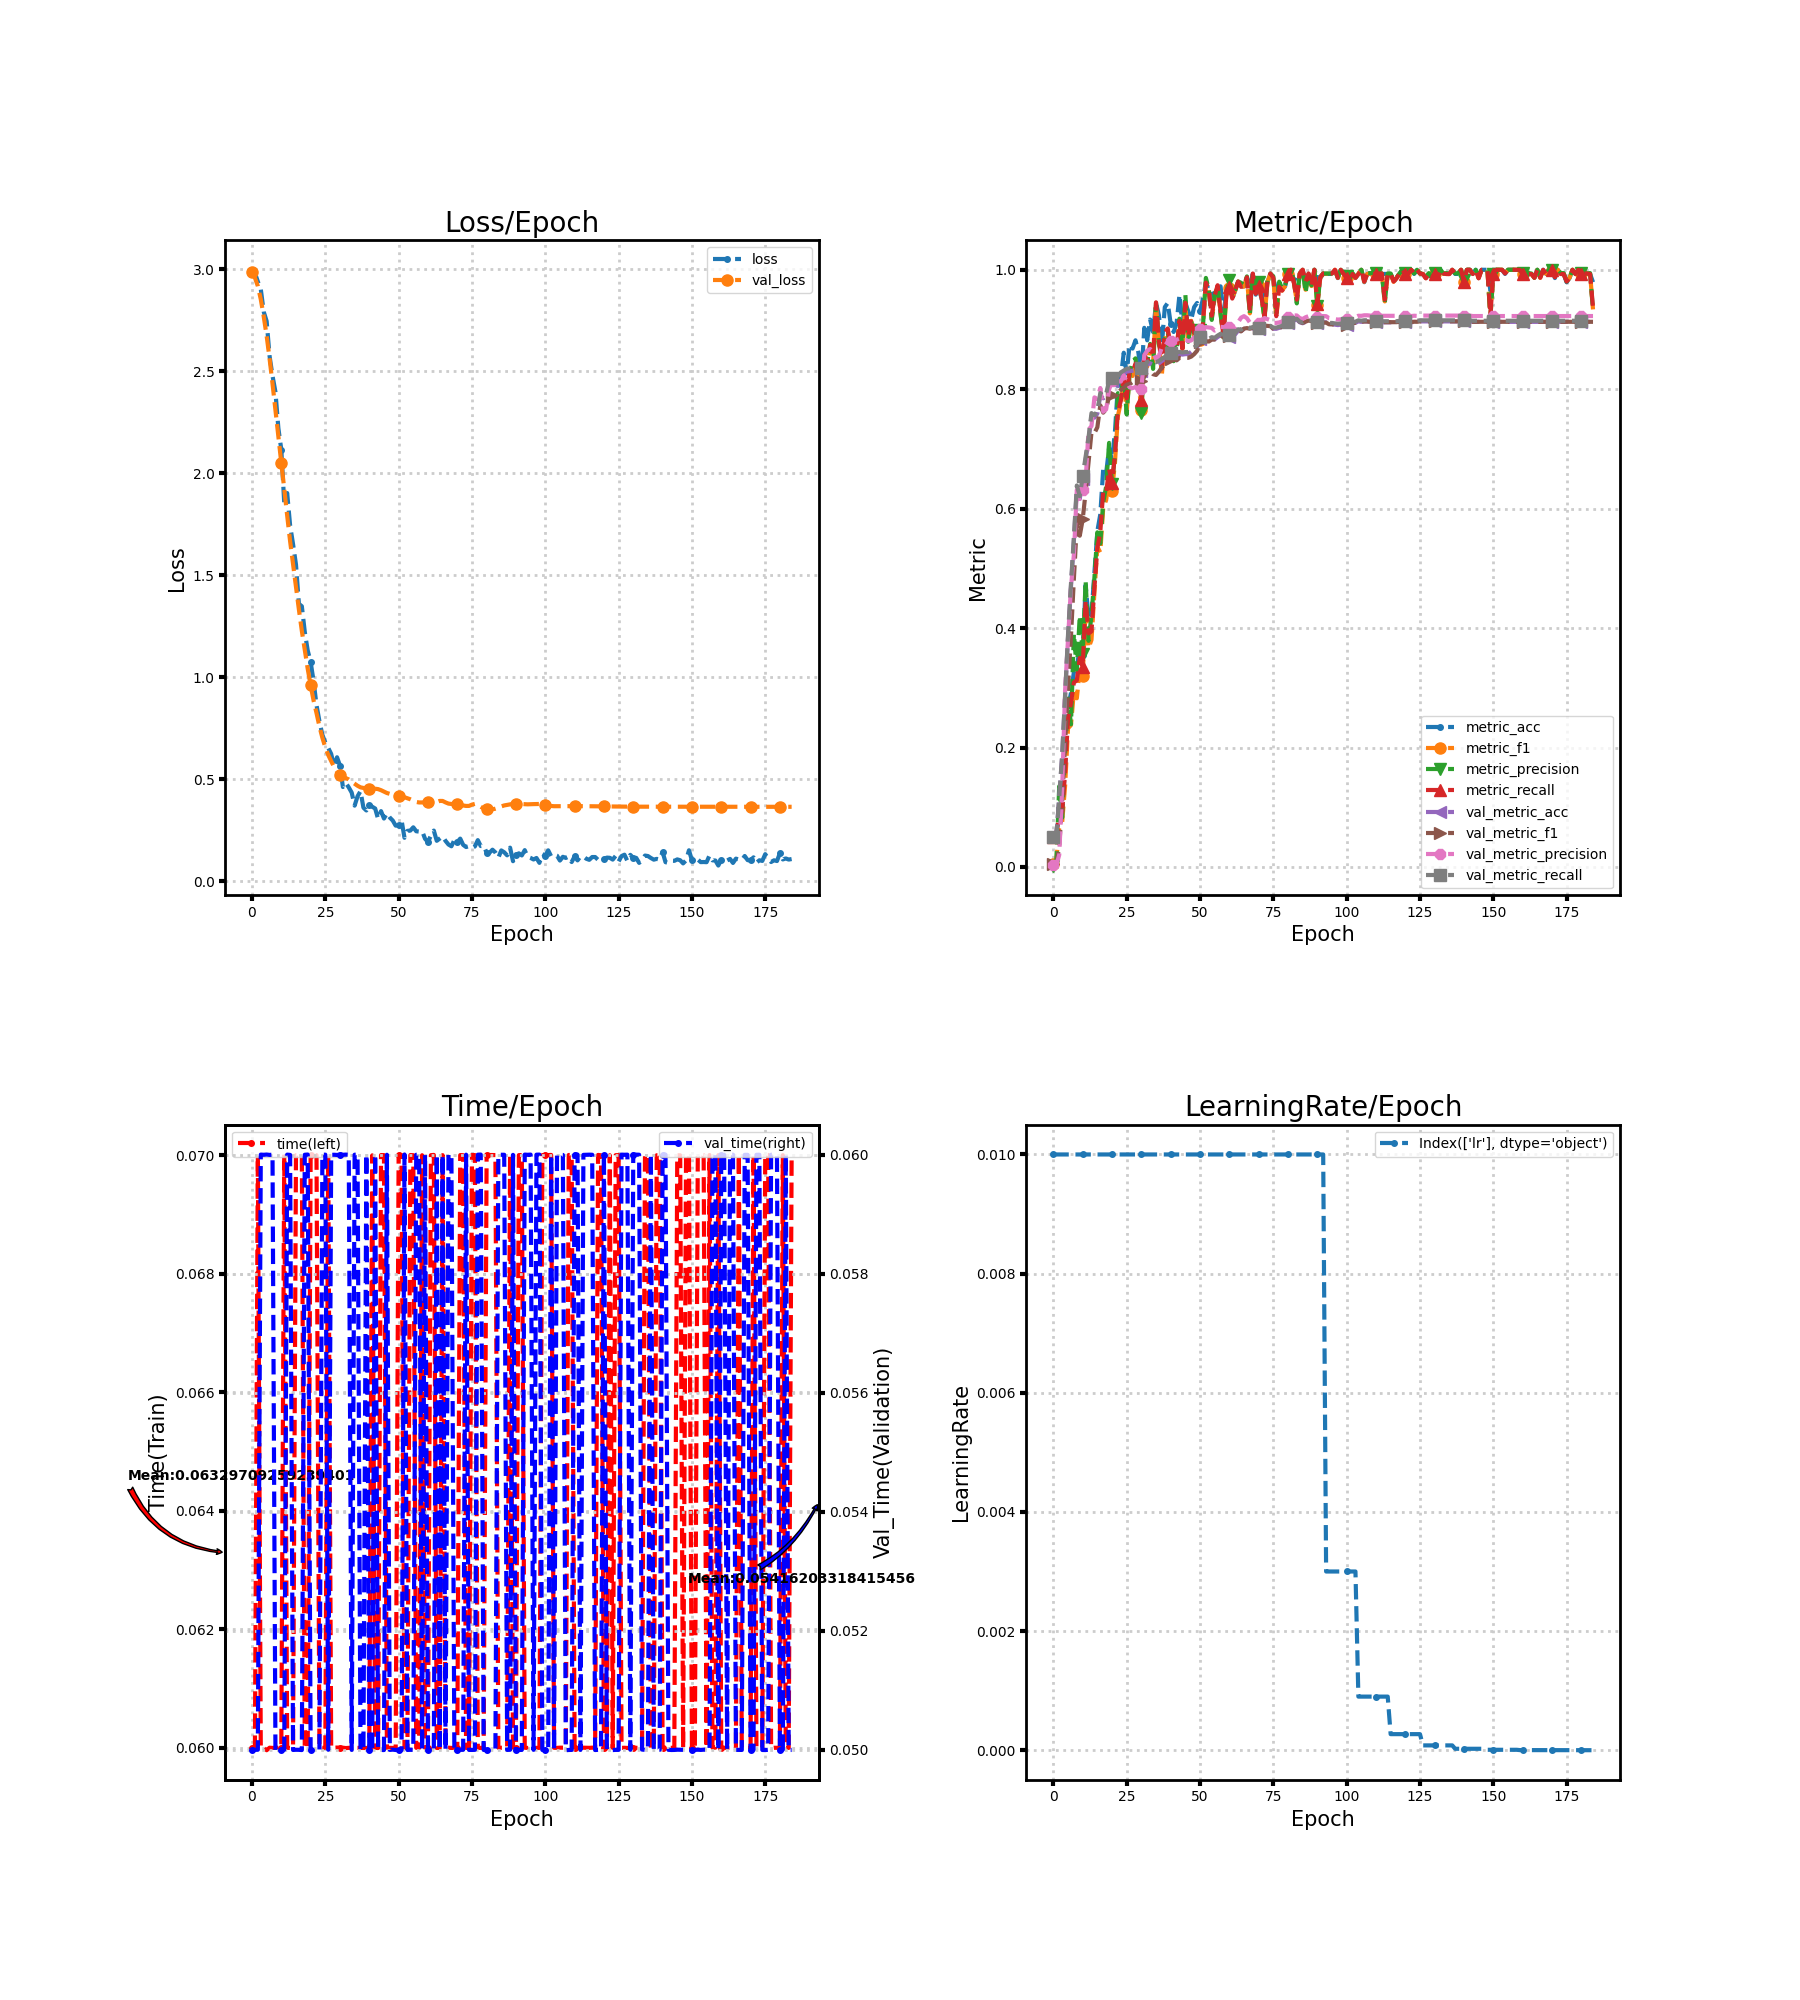 Loss/Epoch
3.0
2.5
2.0
1.5
1.0
0.5
0.0
Loss
0 25 50 75 100 125 150 175
Epoch
loss
val_loss
Metric/Epoch
1.0
0.8
0.6
0.4
0.2
0.0
Metric
0 25 50 75 100 125 150 175
Epoch
metric_acc
metric_f1
metric_precision
metric_recall
val_metric_acc
val_metric_f1
val_metric_precision
val_metric_recall
Time/Epoch
time(left)
val_time(right)
0.070
0.068
0.066
0.064
0.062
0.060
Time(Train)
0.060
0.058
0.056
0.054
0.052
0.050
Val_Time(Validation)
Mean:0.05416203318415456
0 25 50 75 100 125 150 175
Epoch
LearningRate/Epoch
Index(['lr'], dtype='object')
0.010
0.008
0.006
0.004
0.002
0.000
LearningRate
0 25 50 75 100 125 150 175
Epoch